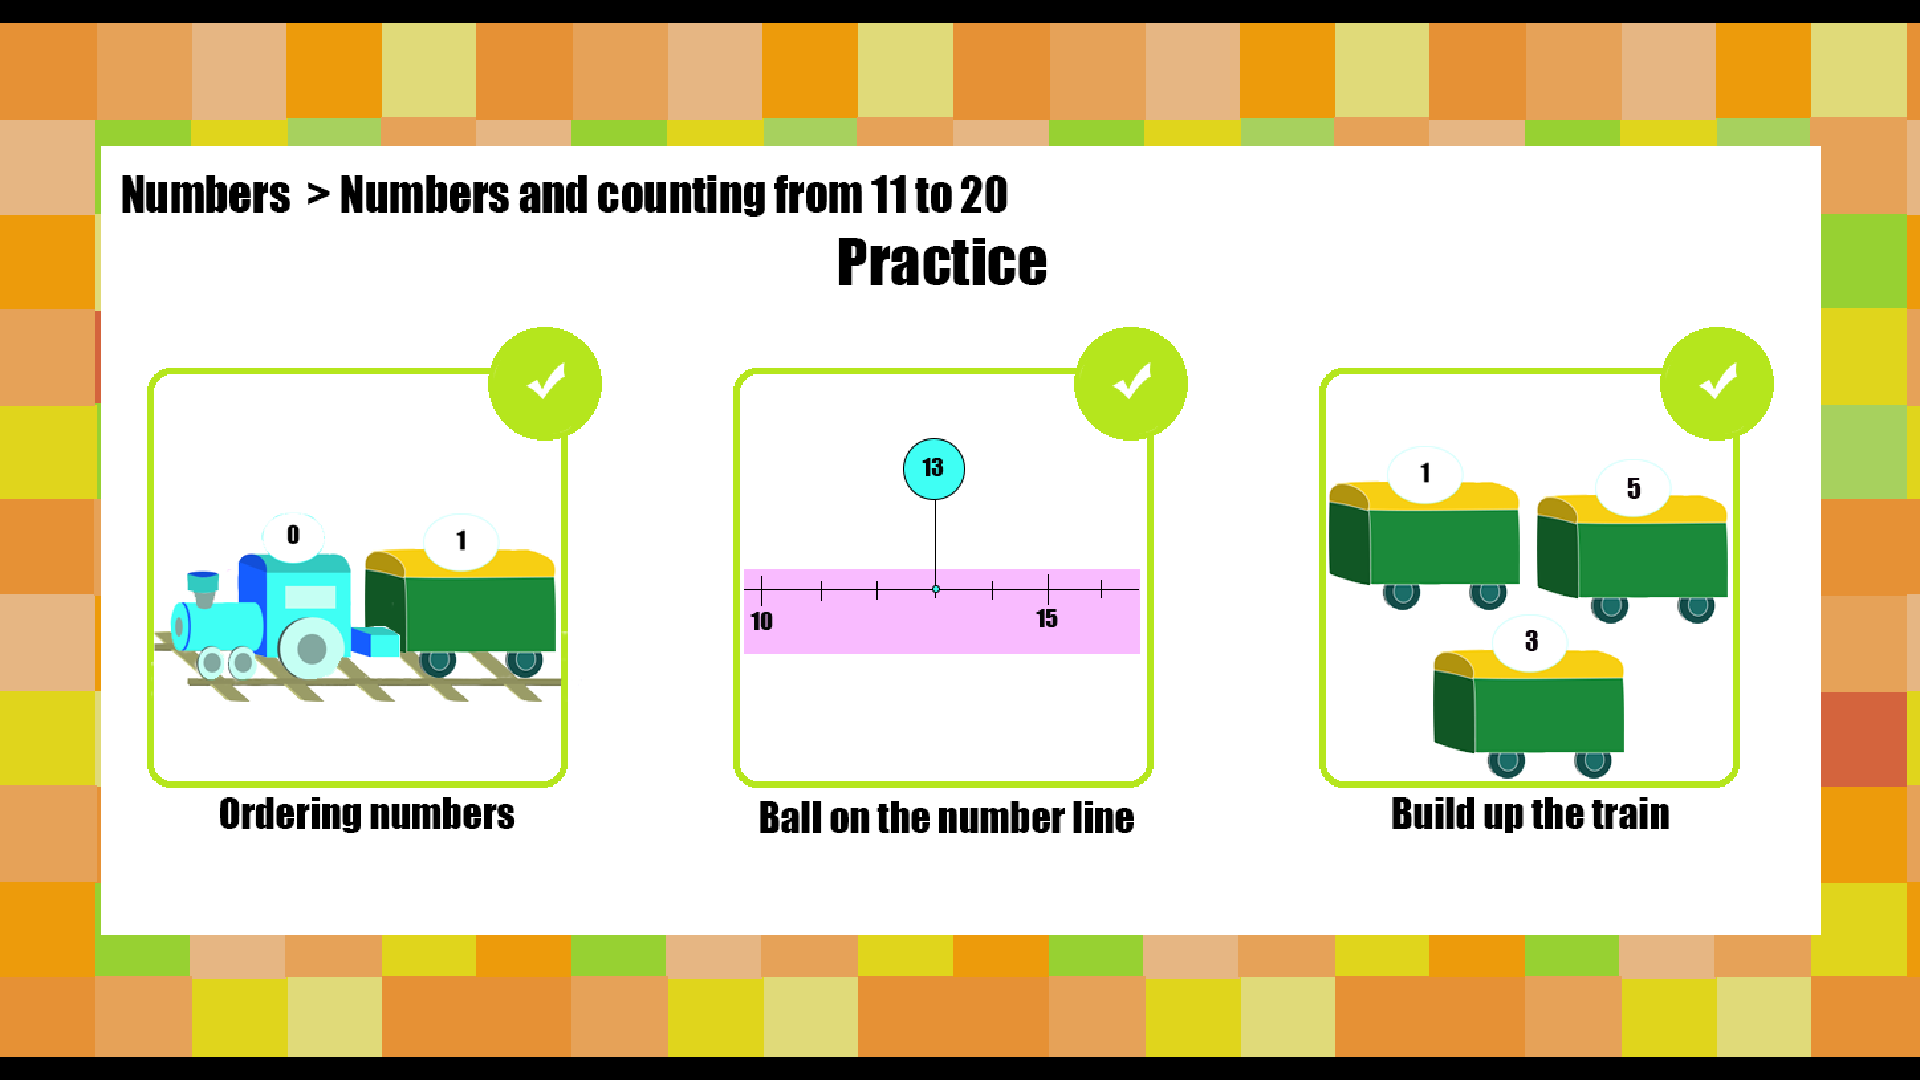 Numbers > Numbers and counting from 11 to 20
Practice
0
1
13
10
15
1
5
3
Ordering numbers
Ball on the number line
Build up the train